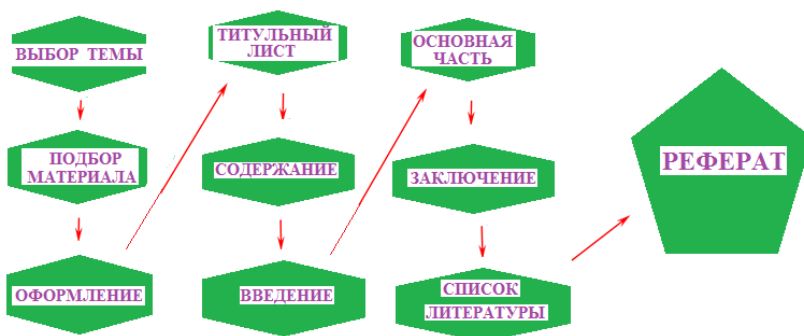 ВЫБОР ТЕМЫ
ПОДБОР
МАТЕРИАЛА
ОФОРМЛЕНИЕ
ТИТУЛЬНЫЙ
ЛИСТ
СОДЕРЖАНИЕ
ВВЕДЕНИЕ
ОСНОВНАЯ
ЧАСТЬ
ЗАКЛЮЧЕНИЕ
СПИСОК
ЛИТЕРАТУРЫ
РЕФЕРАТ